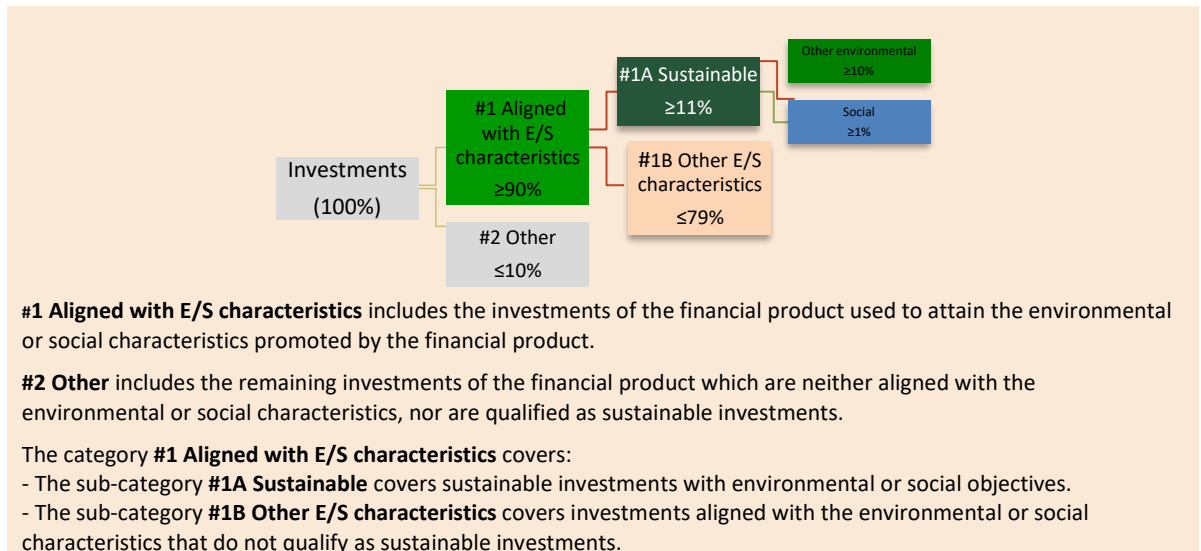 Investments
(100%)
#1 Aligned
with E/S
characteristics
≥90%
#2 Other
≤10%
#1A Sustainable
≥11%
#1B Other E/S
characteristics
≤79%
Other environmental
≥10%
Social
≥1%
#1 Aligned with E/S characteristics includes the investments of the financial product used to attain the environmental
or social characteristics promoted by the financial product.
#2 Other includes the remaining investments of the financial product which are neither aligned with the
environmental or social characteristics, nor are qualified as sustainable investments.
The category #1 Aligned with E/S characteristics covers:
- The sub-category #1A Sustainable covers sustainable investments with environmental or social objectives.
- The sub-category #1B Other E/S characteristics covers investments aligned with the environmental or social
characteristics that do not qualify as sustainable investments.